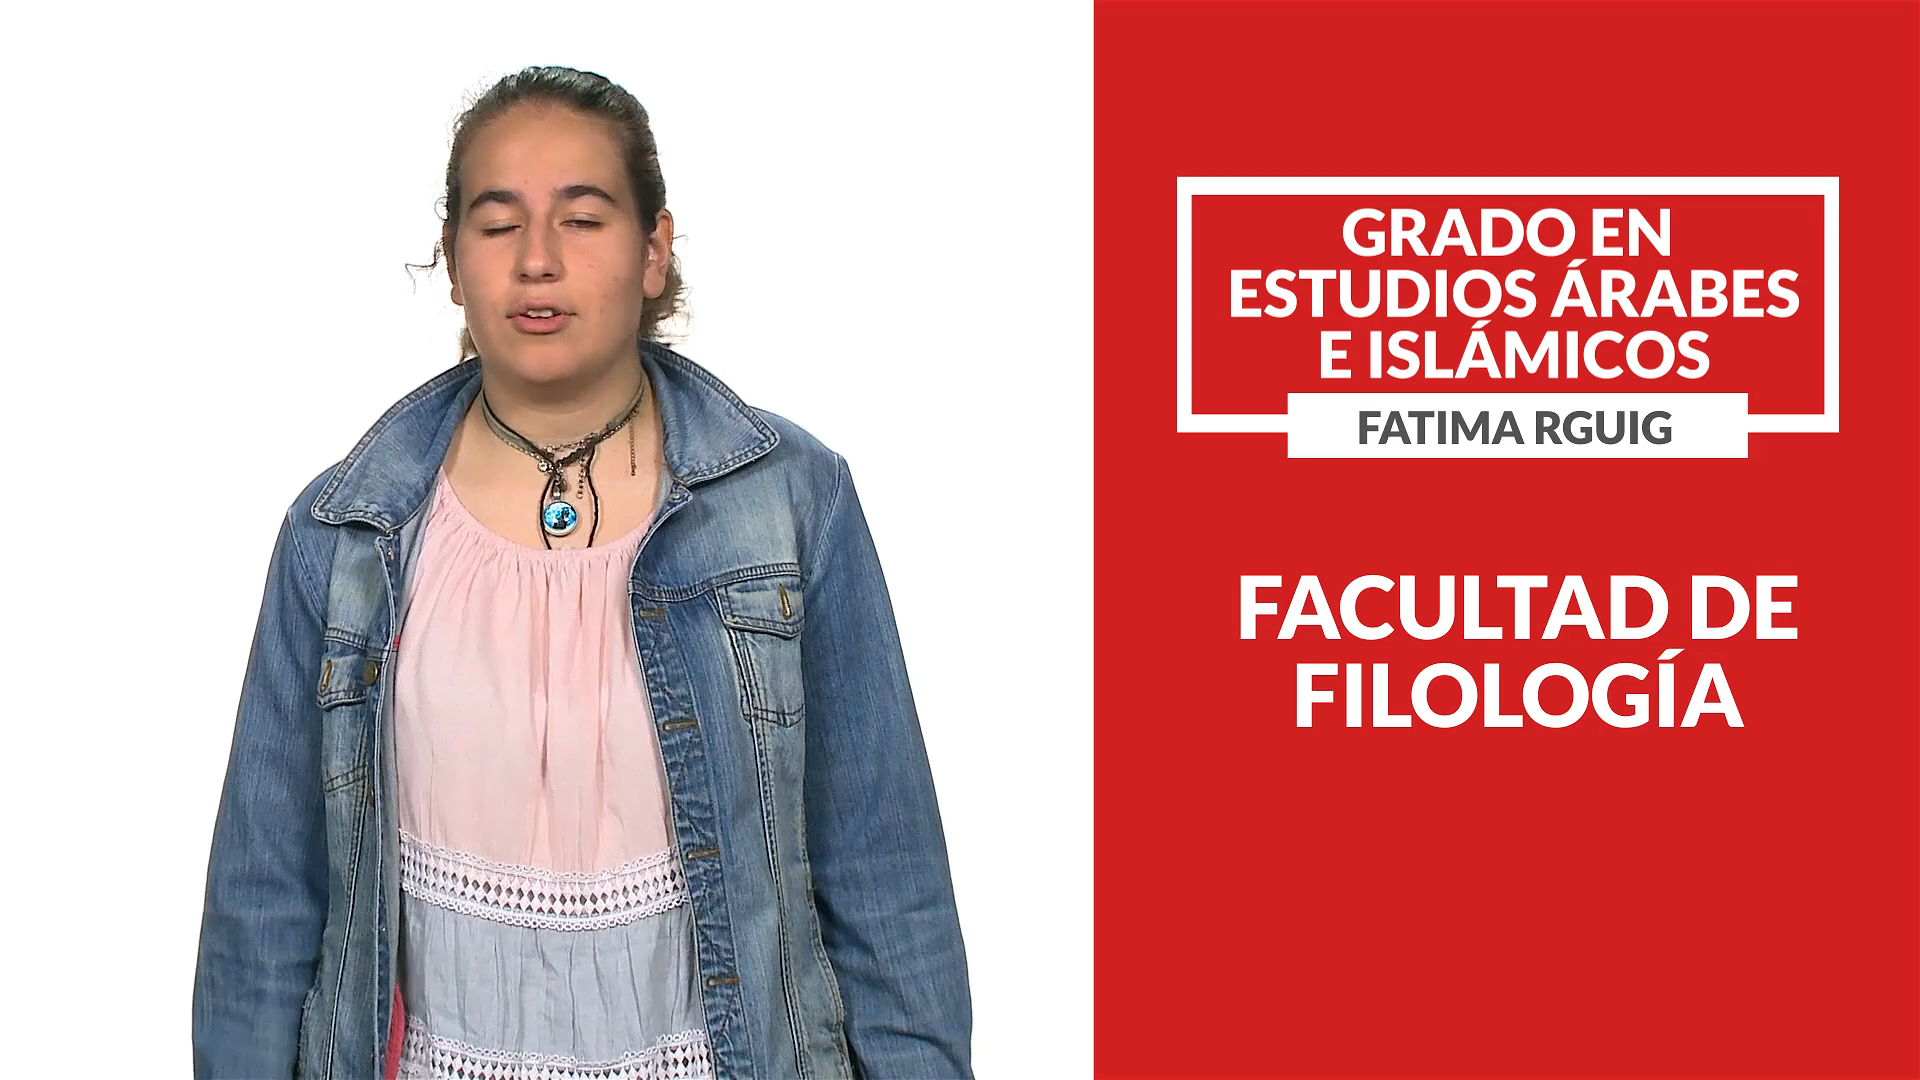 GRADO EN
ESTUDIOS ÁRABES
E ISLÁMICOS
FATIMA RGUIG
FACULTAD DE
FILOLOGÍA